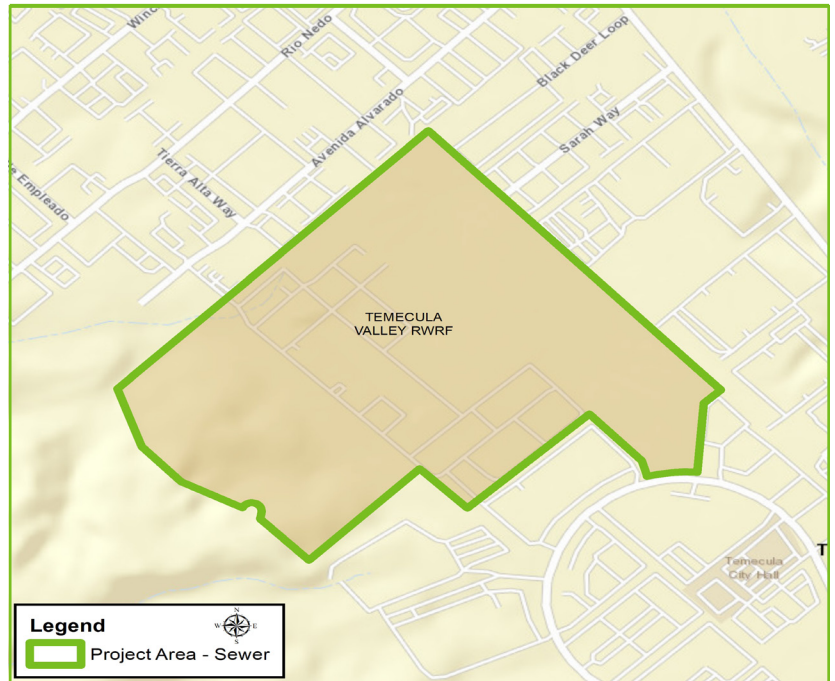 Winc
Rio Nedo
Black Deer Loop
Avenida Alvarado
Sarah Way
Tierra Alta Way
Empleado
TEMECULA
VALLEY RWRF
T
Temecula
City Hall
Legend
N
W E
S
Project Area - Sewer